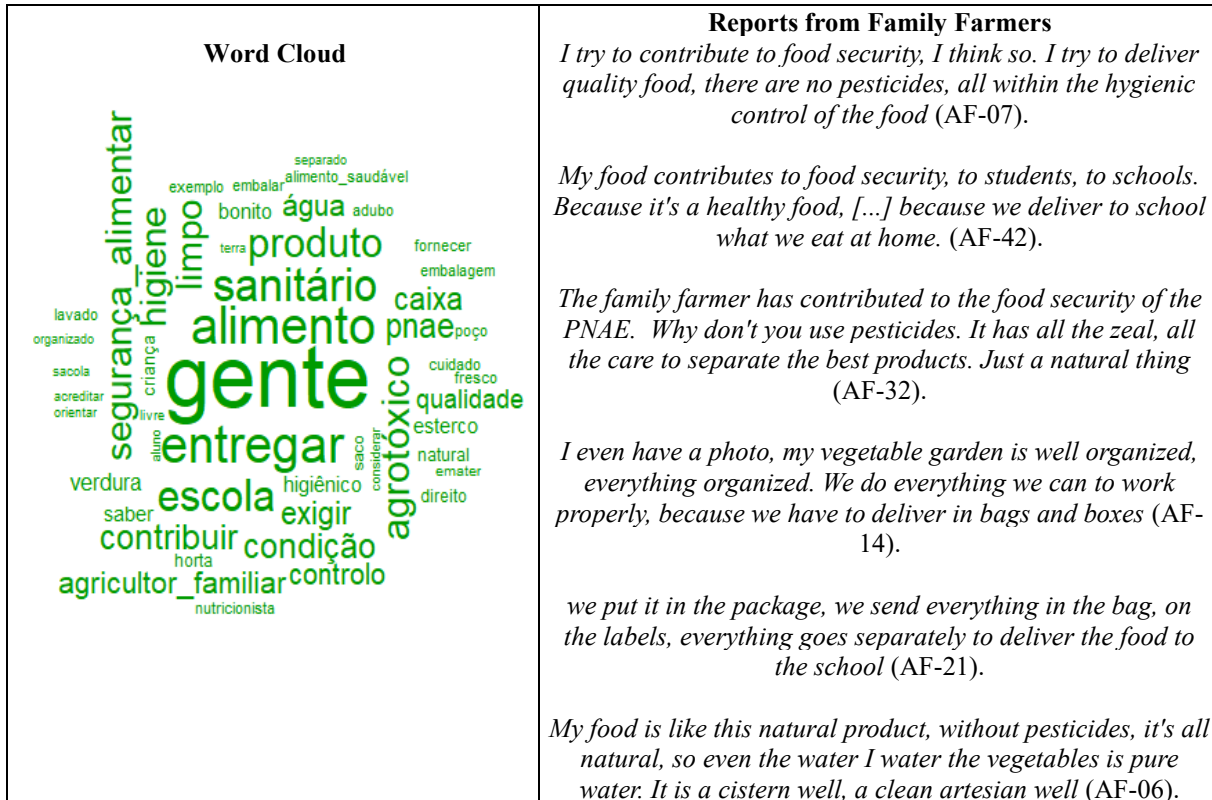 Word Cloud
separado
exemplo embalar alimento_saudável
bonito água adubo
segurança_alimentar
higiene
limpo
terra produto fornecer
embalagem
sanitário caixa
lavado
alimento pnae poço
organizado
criança
gente cuidado
fresco
sacola
agrotóxico
qualidade
acreditar
orientar livre
esterco
aluno
entregar saco
considerar
natural
emater
verdura escola higiênico direito
saber exigir
contribuir condição
horta
agricultor_familiar controlo
nutricionista
Reports from Family Farmers
I try to contribute to food security, I think so. I try to deliver
quality food, there are no pesticides, all within the hygienic
control of the food (AF-07).
My food contributes to food security, to students, to schools.
Because it's a healthy food, [...] because we deliver to school
what we eat at home. (AF-42).
The family farmer has contributed to the food security of the
PNAE.  Why don't you use pesticides. It has all the zeal, all
the care to separate the best products. Just a natural thing
(AF-32).
I even have a photo, my vegetable garden is well organized,
everything organized. We do everything we can to work
properly, because we have to deliver in bags and boxes (AF-
14).
we put it in the package, we send everything in the bag, on
the labels, everything goes separately to deliver the food to
the school (AF-21).
My food is like this natural product, without pesticides, it's all
natural, so even the water I water the vegetables is pure
water. It is a cistern well, a clean artesian well (AF-06).